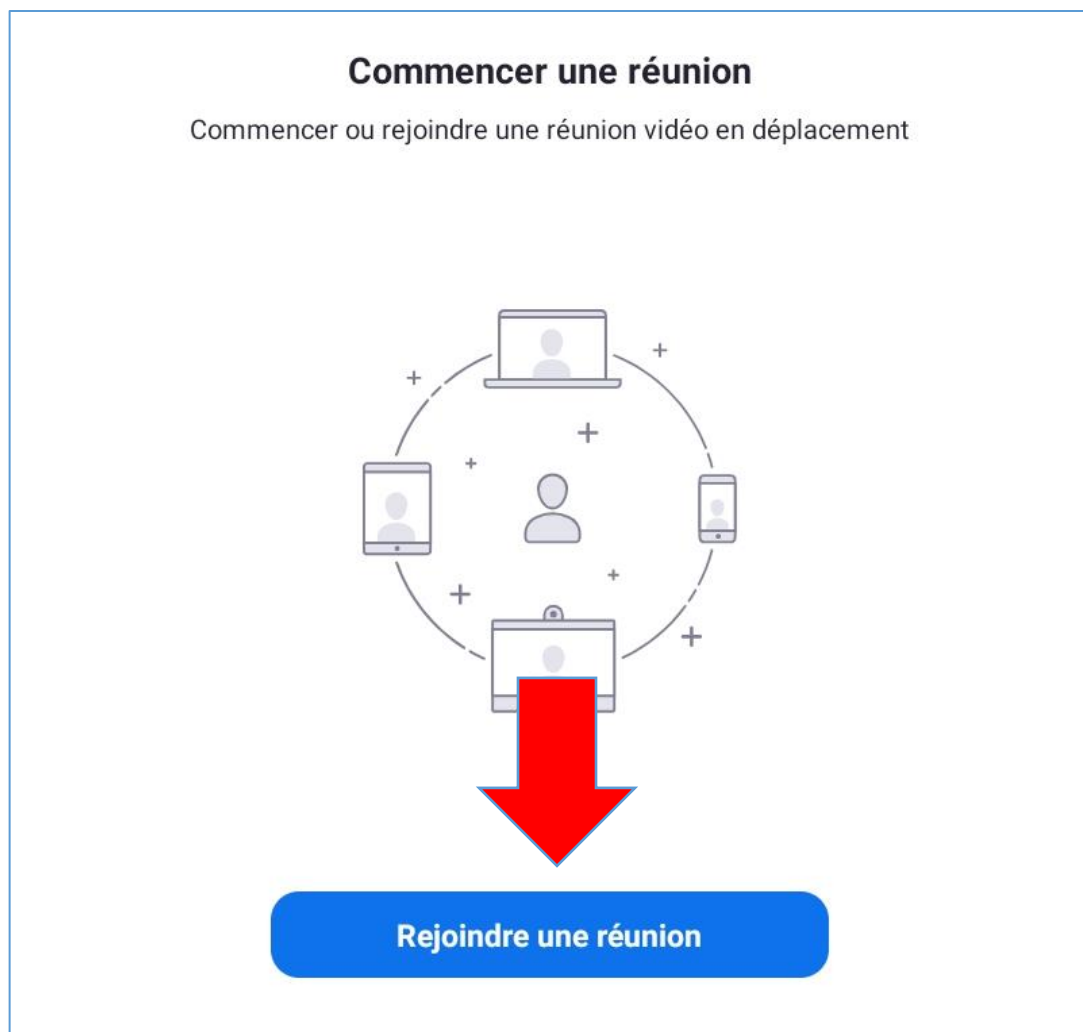 Commencer une réunion
Commencer ou rejoindre une réunion vidéo en déplacement
Rejoindre une réunion